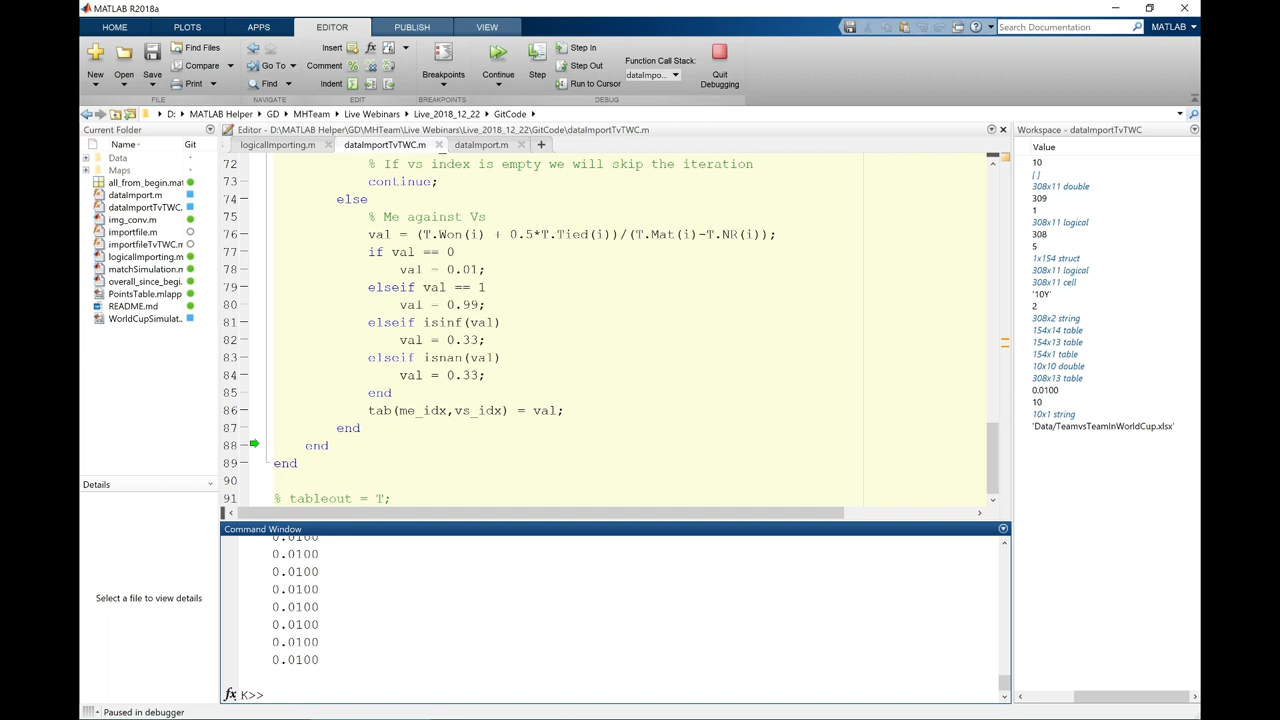 MATLAB R2018a
HOME PLOTS APPS EDITOR PUBLISH VIEW
Search Documentation MATLAB
New Open Save Find Files Compare Print
Go To Find
Insert Comment Indent
Breakpoints Continue Step
Step In Step Out Run to Cursor
Function Call Stack:
dataImpo...
Quit Debugging
FILE NAVIGATE EDIT BREAKPOINTS DEBUG
D: MATLAB Helper GD MHTeam Live Webinars Live_2018_12_22 GitCode
Current Folder
Name Git
Data
Maps
all_from_begin.ma
dataImport.m
dataImportTvTWC.
img_conv.m
importfile.m
importfileTvTWC.m
logicalImporting.m
matchSimulation.m
overall_since_begi.
PointsTable.mlapp
README.md
WorldCupSimulat..
Details
Select a file to view details
Editor - D:\MATLAB Helper\GD\MHTeam\Live Webinars\Live_2018_12_22\GitCode\dataImportTvTWC.m
logicalImporting.m dataImportTvTWC.m dataImport.m
72 % If vs index is empty we will skip the iteration
73 continue;
74 else
75 % Me against Vs
76 val = (T.Won(i) + 0.5*T.Tied(i))/(T.Mat(i)-T.NR(i));
77 if val == 0
78 val = 0.01;
79 elseif val == 1
80 val = 0.99;
81 elseif isinf(val)
82 val = 0.33;
83 elseif isnan(val)
84 val = 0.33;
85 end
86 tab(me_idx,vs_idx) = val;
87 end
88 end
89 end
90
91 % tableout = T;
Command Window
0.0100
0.0100
0.0100
0.0100
0.0100
0.0100
0.0100
0.0100
fx K>>
Workspace - dataImportTvTWC
Value
10
[ ]
308x11 double
309
1
308x11 logical
308
5
1x154 struct
308x11 logical
308x11 cell
'10Y'
2
308x2 string
154x14 table
154x13 table
154x1 table
10x10 double
308x13 table
0.0100
10
10x1 string
'Data/TeamvsTeamInWorldCup.xlsx'
Paused in debugger